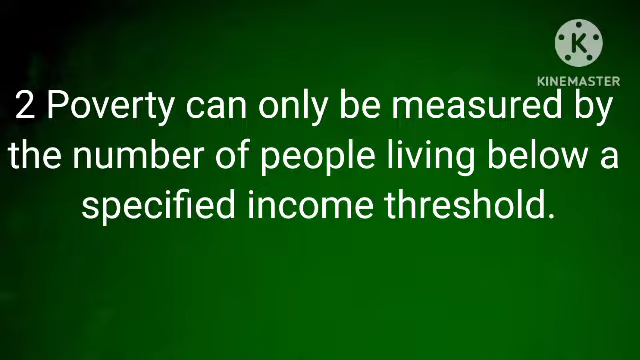 KINEMASTER
2 Poverty can only be measured by
the number of people living below a
specified income threshold.